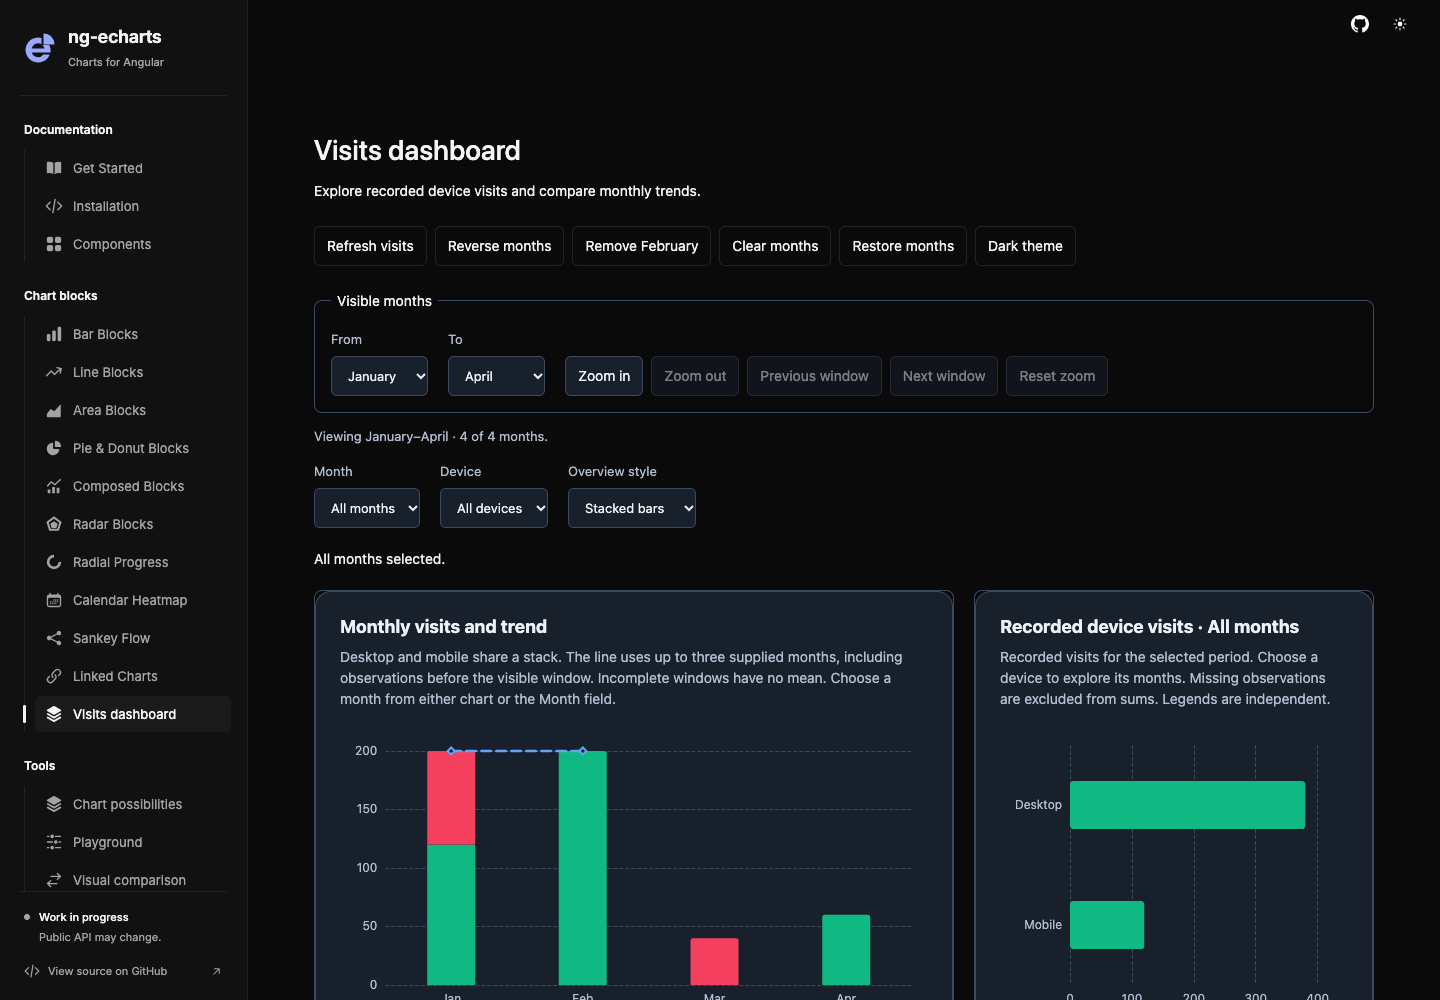 ng-echarts
Charts for Angular
Documentation
Get Started
Installation
Components
Chart blocks
Bar Blocks
Line Blocks
Area Blocks
Pie & Donut Blocks
Composed Blocks
Radar Blocks
Radial Progress
Calendar Heatmap
Sankey Flow
Linked Charts
Visits dashboard
Tools
Chart possibilities
Playground
Visual comparison
Work in progress
Public API may change.
View source on GitHub
Visits dashboard
Explore recorded device visits and compare monthly trends.
Refresh visits
Reverse months
Remove February
Clear months
Restore months
Dark theme
Visible months
From
To
January
April
Zoom in
Zoom out
Previous window
Next window
Reset zoom
Viewing January–April · 4 of 4 months.
Month
Device
Overview style
All months
All devices
Stacked bars
All months selected.
Monthly visits and trend
Desktop and mobile share a stack. The line uses up to three supplied months, including
observations before the visible window. Incomplete windows have no mean. Choose a
month from either chart or the Month field.
200
150
100
50
0
Jan
Feb
Mar
Apr
Recorded device visits · All months
Recorded visits for the selected period. Choose a
device to explore its months. Missing observations
are excluded from sums. Legends are independent.
Desktop
Mobile
0
100
200
300
400